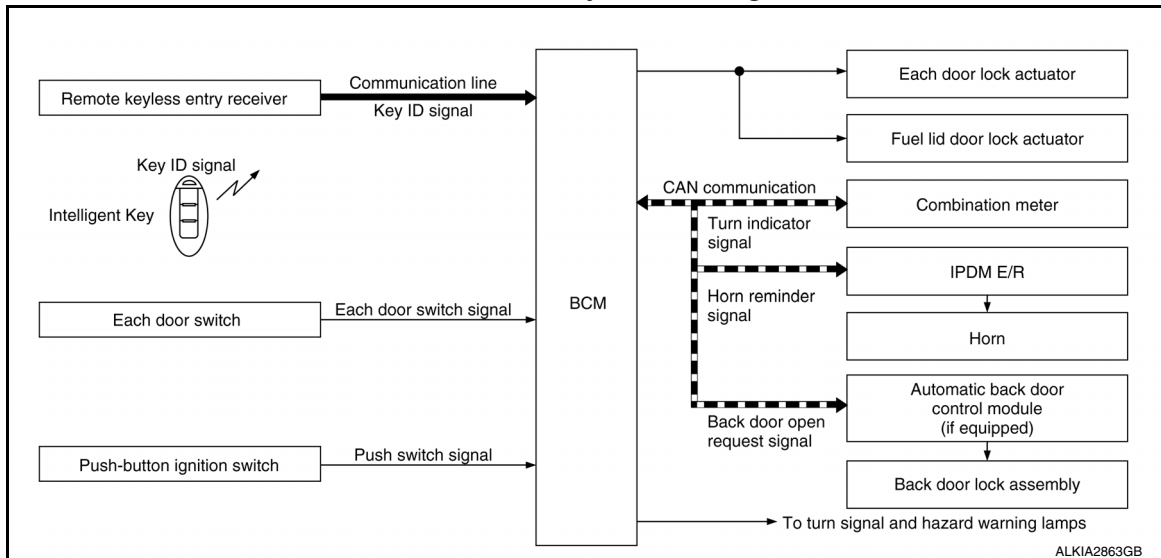 Remote keyless entry receiver
Communication line
Key ID signal
Key ID signal
Intelligent Key
Each door switch
Each door switch signal
Push-button ignition switch
Push switch signal
BCM
Each door lock actuator
Fuel lid door lock actuator
CAN communication
Combination meter
Turn indicator
signal
IPDM E/R
Horn reminder
signal
Horn
Automatic back door
control module
(if equipped)
Back door open
request signal
Back door lock assembly
To turn signal and hazard warning lamps
ALKIA2863GB